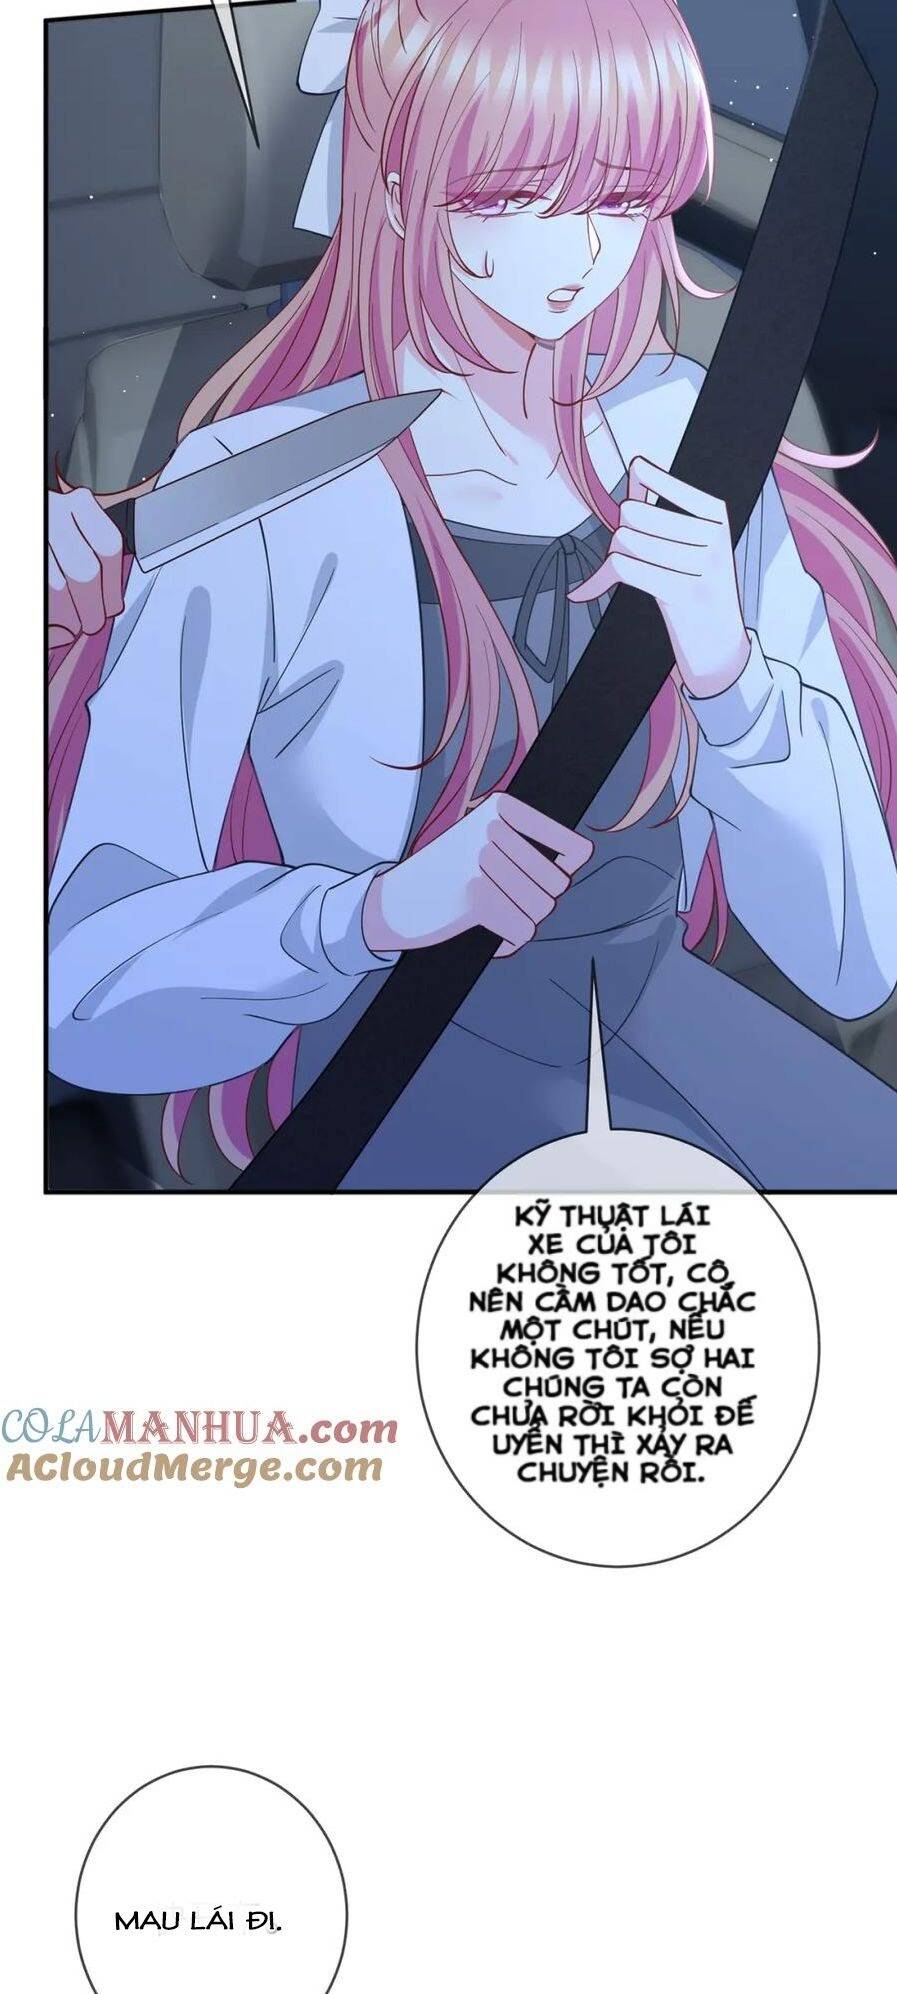 KỸ THUẬT LÁI
XE CỦA TÔI
KHÔNG TỐT, CÔ
NÊN CẦM DAO CHẮC
MỘT CHÚT, NẾU
KHÔNG TÔI SỢ HAI
CHÚNG TA CÒN
CHƯA RỜI KHỎI ĐẾ
UYÊN THÌ XẢY RA
CHUYỆN RỒI.
COLAMANHUA.com
ACloudMerge.com
MAU LÁI ĐI.